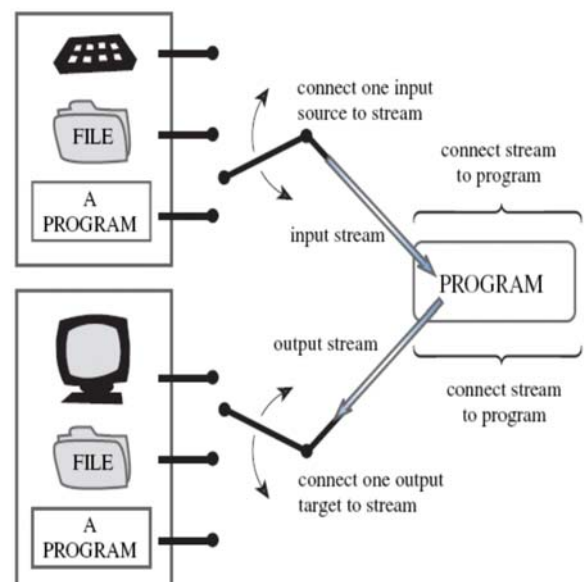 connect one input
source to stream
FILE
A
PROGRAM
connect stream
to program
input stream
PROGRAM
output stream
connect stream
to program
FILE
connect one output
target to stream
A
PROGRAM